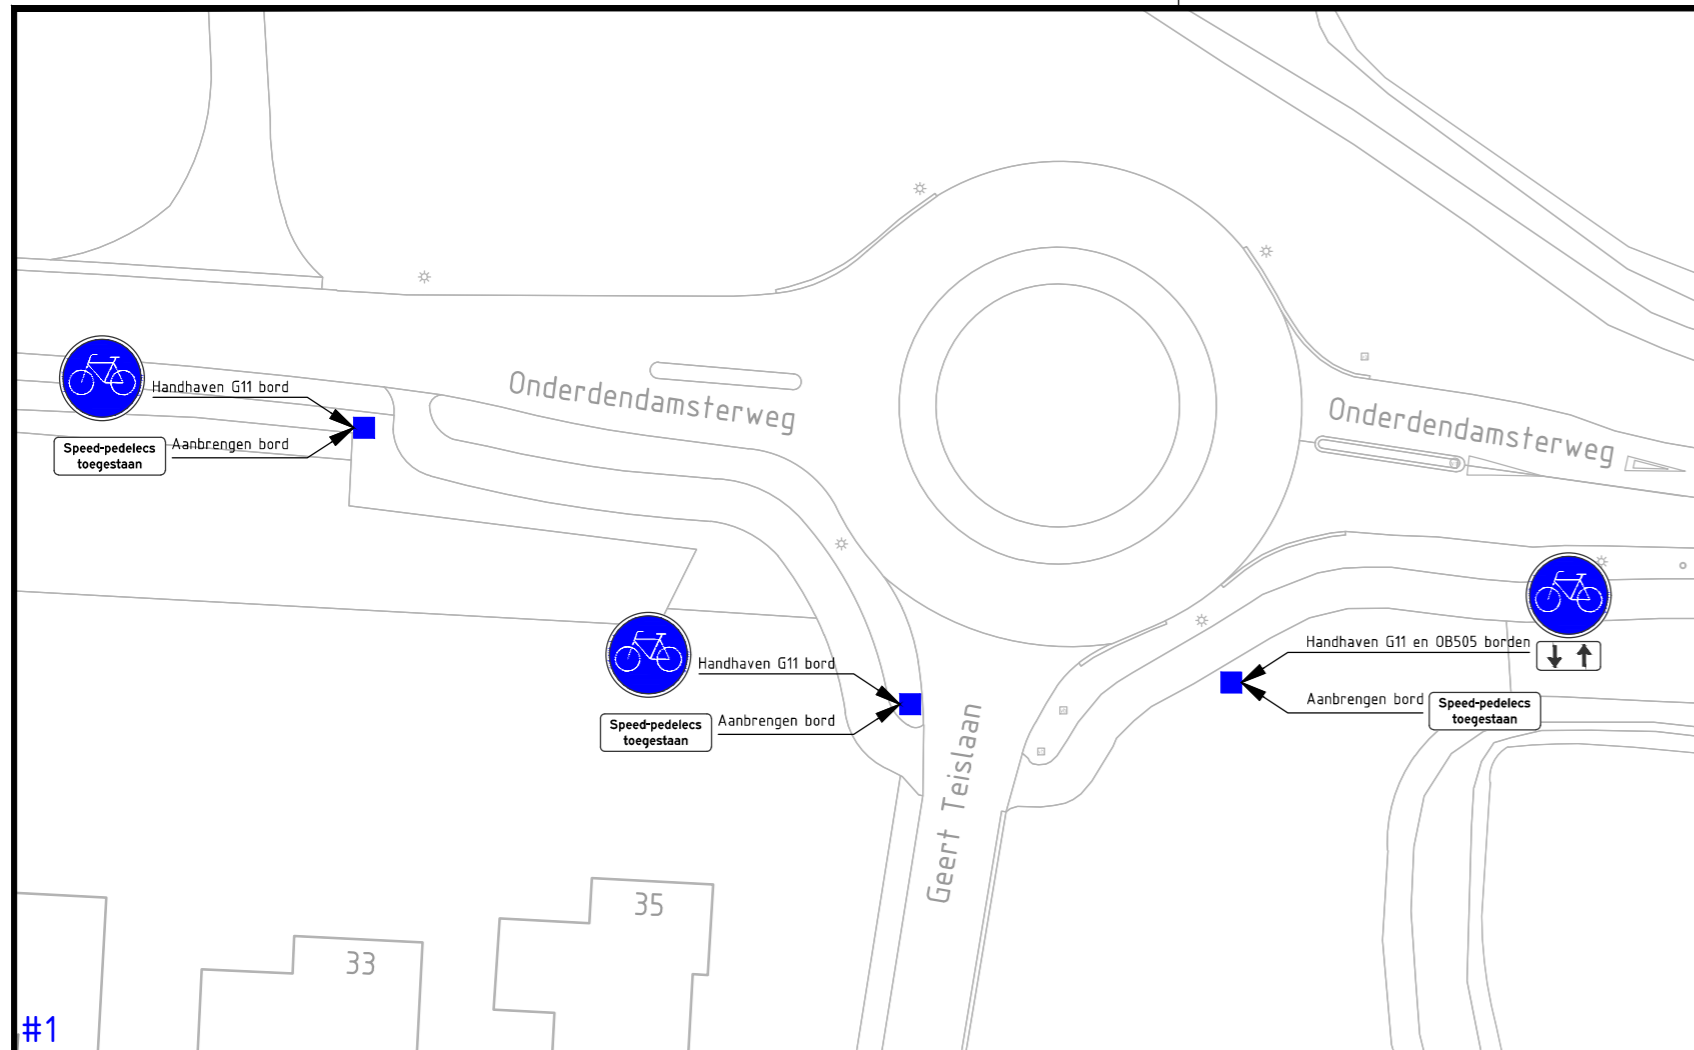 Onderdendamsterweg
Onderdendamsterweg
Handhaven G11 bord
Speed-pedelecs
toegestaan
Aanbrengen bord
Handhaven G11 bord
Speed-pedelecs
toegestaan
Aanbrengen bord
Handhaven G11 en OB505 borden
Aanbrengen bord
Speed-pedelecs
toegestaan
Geert Teislaan
35
33
#1